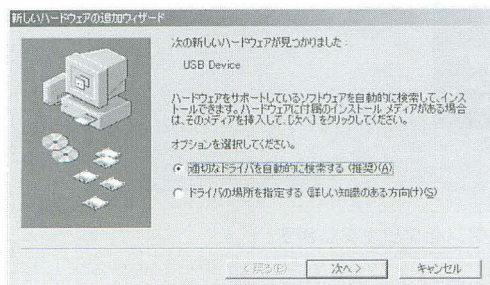 新しいハードウェアの追加ウィザード
次の新しいハードウェアが見つかりました:
USB Device
ハードウェアをサポートしているソフトウェアを自動的に検索して、インス
トールできます。ハードウェアに付属のインストール メディアがある場合
は、そのメディアを挿入して、[次へ] をクリックしてください。
オプションを選択してください。
適切なドライバを自動的に検索する (推奨)(A)
ドライバの場所を指定する (詳しい知識のある方向け)(S)
< 戻る(B) 次へ > キャンセル